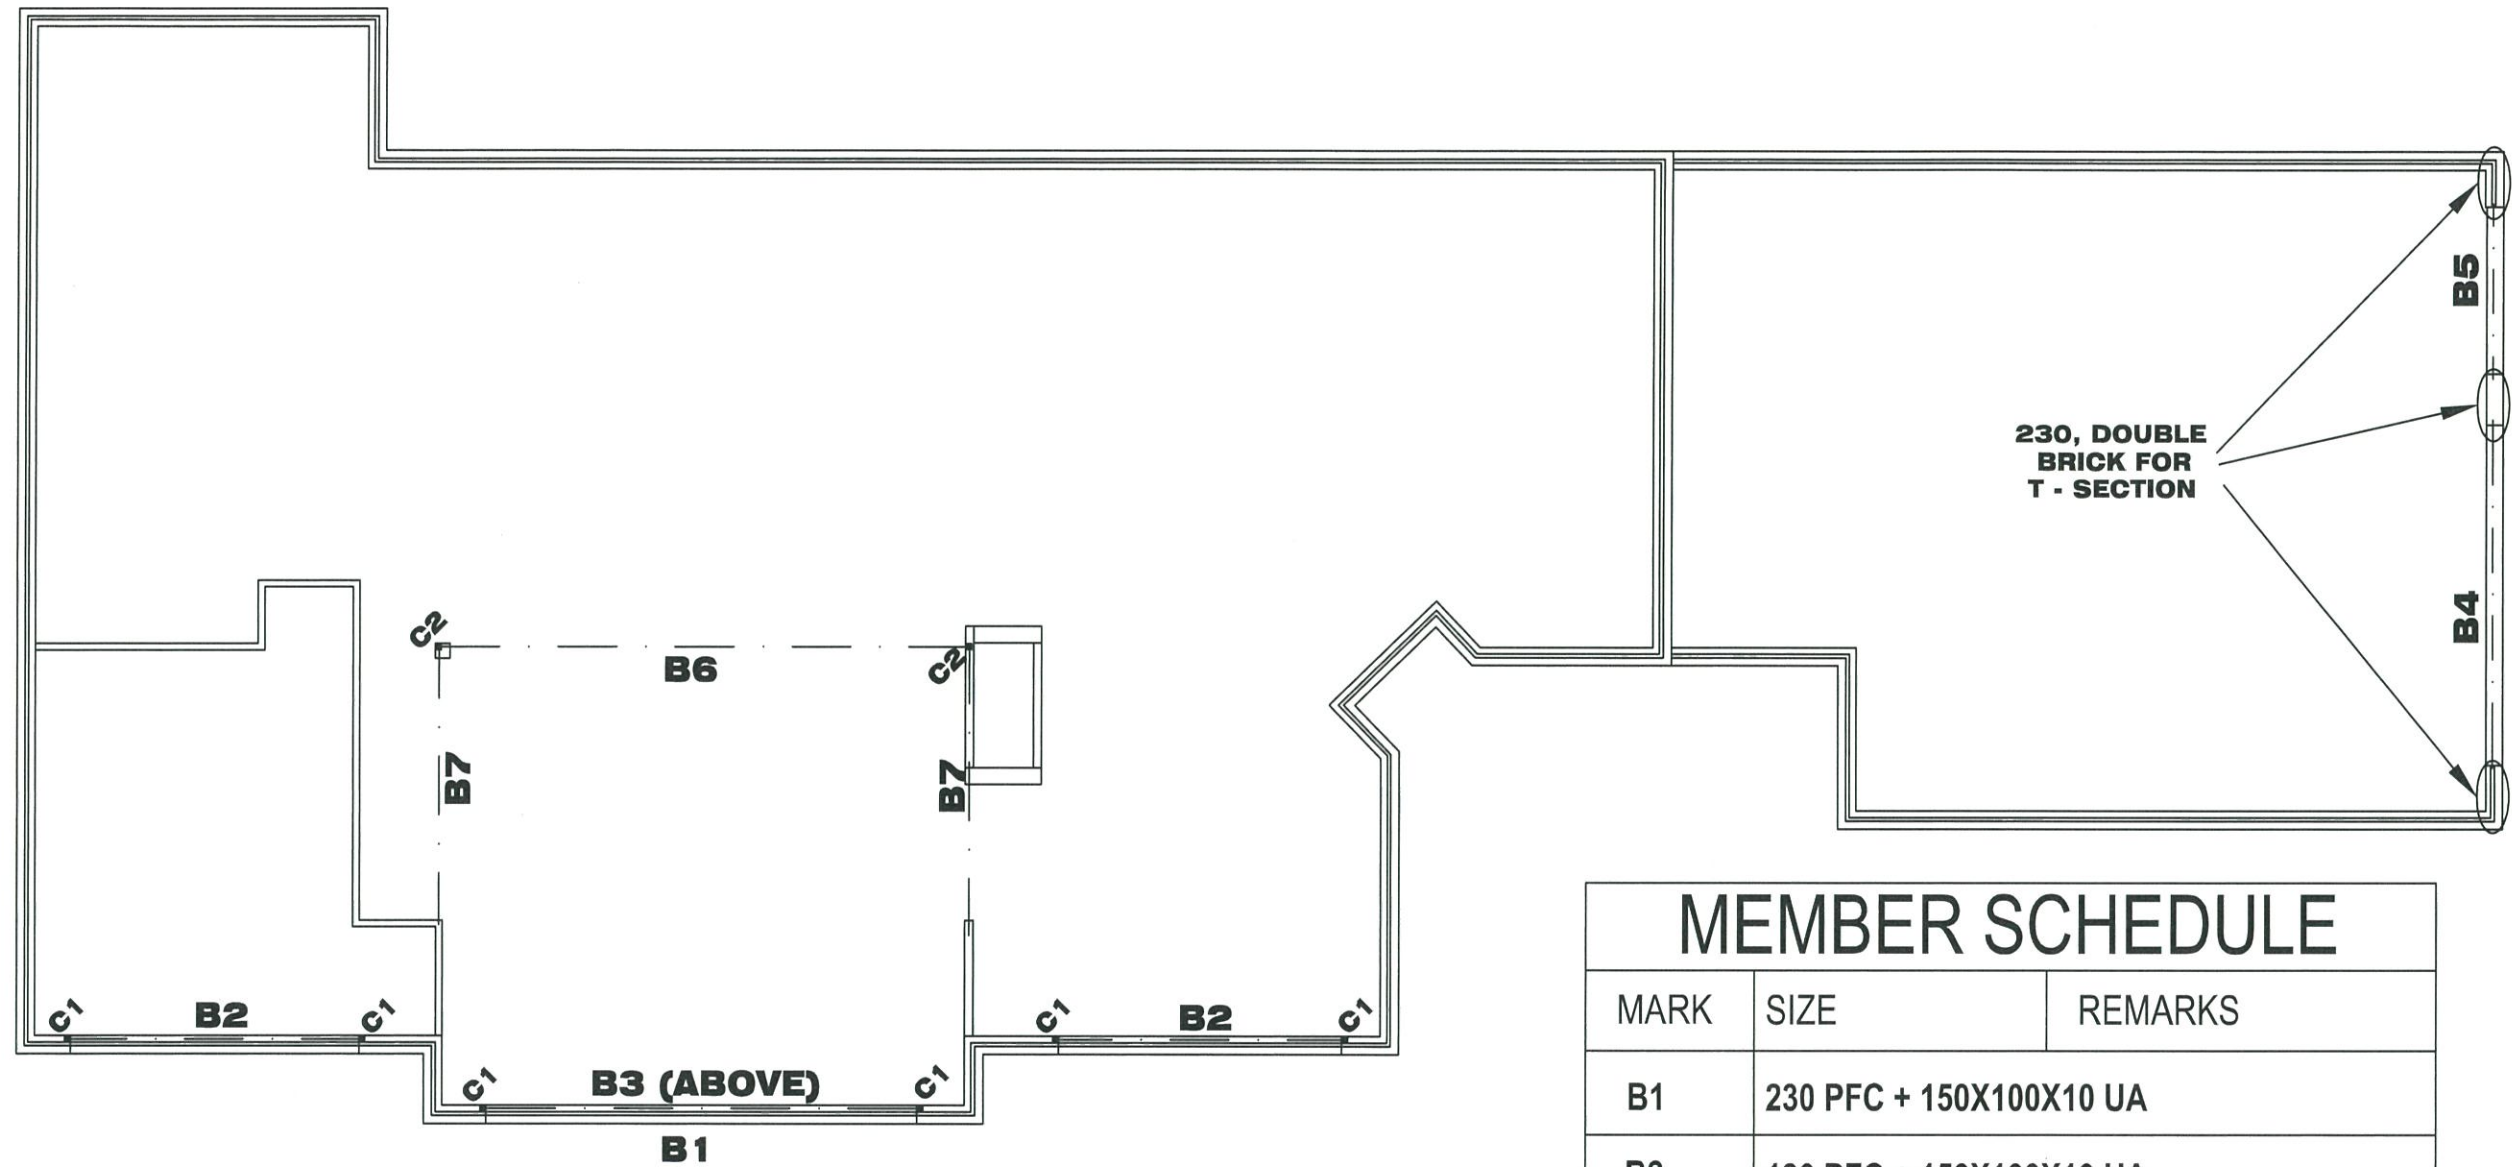 230, DOUBLE
BRICK FOR
T - SECTION
B5
B4
C2
B6
C2
B7
B7
C1
B2
C1
C1
B2
C1
C1
B3 (ABOVE)
C1
B1
MEMBER SCHEDULE
MARK SIZE REMARKS
B1 230 PFC + 150X100X10 UA